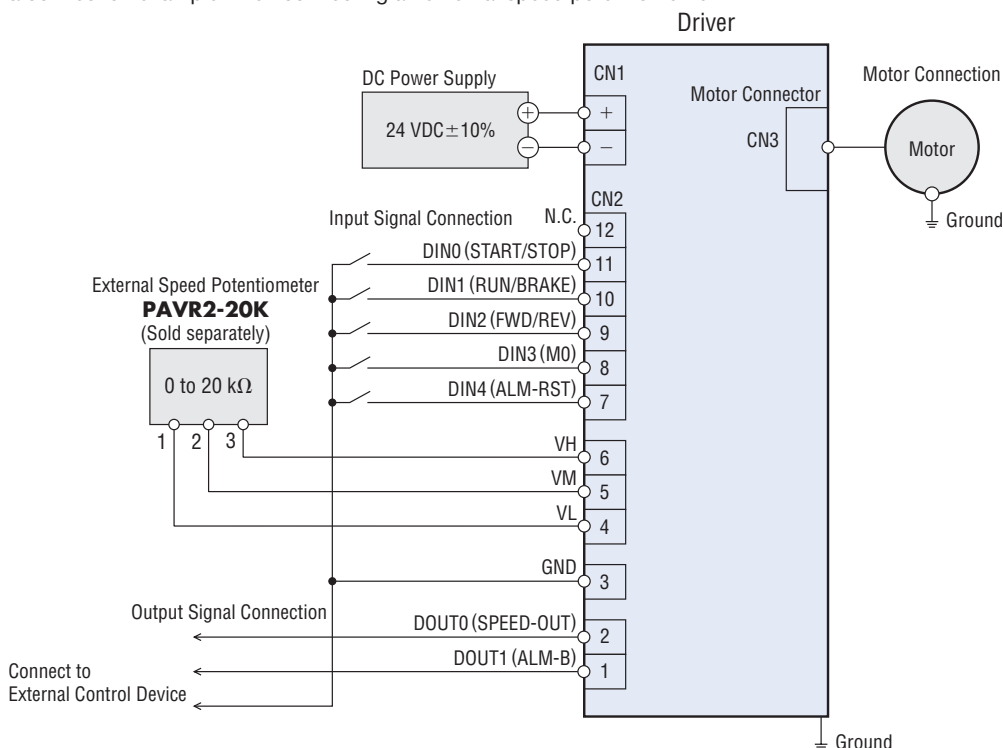 Driver
DC Power Supply
24 VDC±10%
+
−
CN1
+
−
Motor Connector
CN3
Motor Connection
Motor
Ground
CN2
Input Signal Connection
N.C.
12
DIN0 (START/STOP)
11
DIN1 (RUN/BRAKE)
10
DIN2 (FWD/REV)
9
DIN3 (M0)
8
DIN4 (ALM-RST)
7
External Speed Potentiometer
PAVR2-20K
(Sold separately)
0 to 20 kΩ
1 2 3
VH
6
VM
5
VL
4
GND
3
Output Signal Connection
DOUT0 (SPEED-OUT)
2
DOUT1 (ALM-B)
1
Connect to
External Control Device
Ground